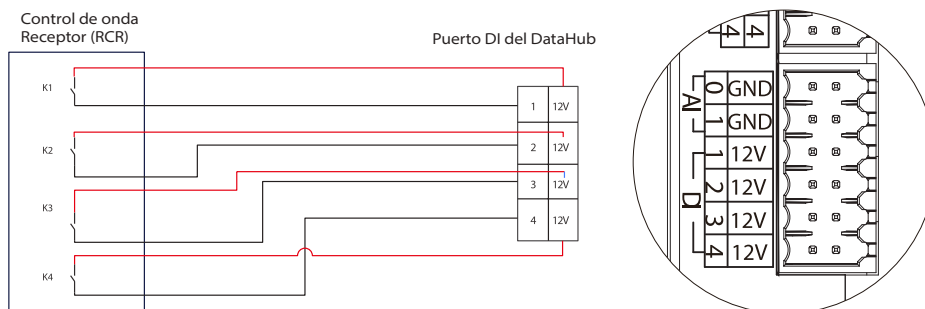 Control de onda
Receptor (RCR)
Puerto DI del DataHub
K1
K2
K3
K4
1 12V
2 12V
3 12V
4 12V
4 4
AI
0 GND
1 GND
DI
1 12V
2 12V
3 12V
4 12V